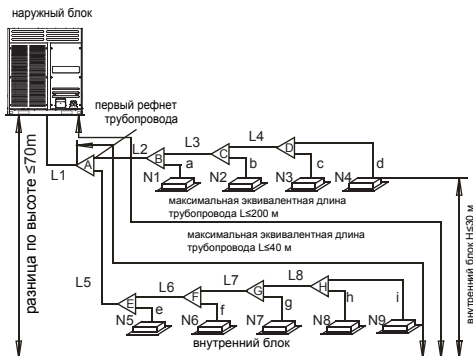 наружный блок
первый рефнет
трубопровода
L1
A
L2
B
a
L3
C
b
L4
D
c
d
N1
N2
N3
N4
максимальная эквивалентная длина
трубопровода L≤200 м
максимальная эквивалентная длина
трубопровода L≤40 м
разница по высоте ≤70m
внутренний блок H≤30 м
L5
E
e
L6
F
f
L7
G
g
L8
H
h
i
N5
N6
N7
N8
N9
внутренний блок